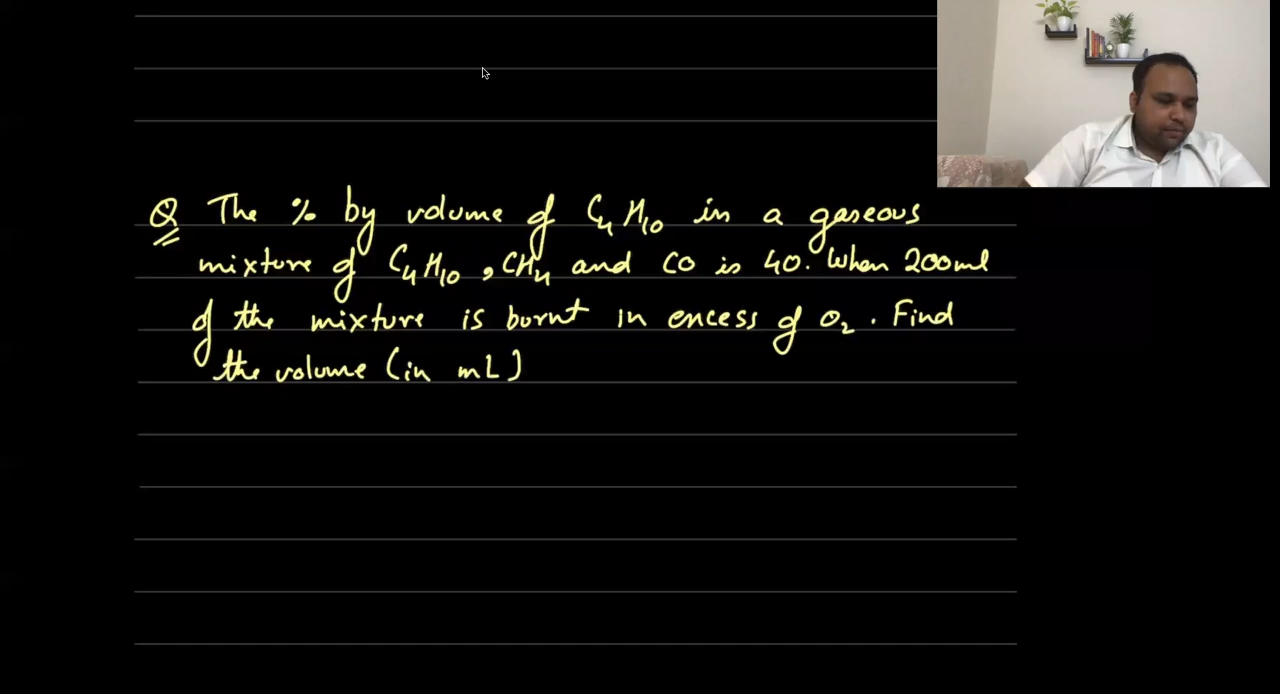 Q The % by volume of C4H10 in a gaseous
mixture of C4H10, CH4 and CO is 40. When 200ml
of the mixture is burnt in excess of O2. Find
the volume (in mL)